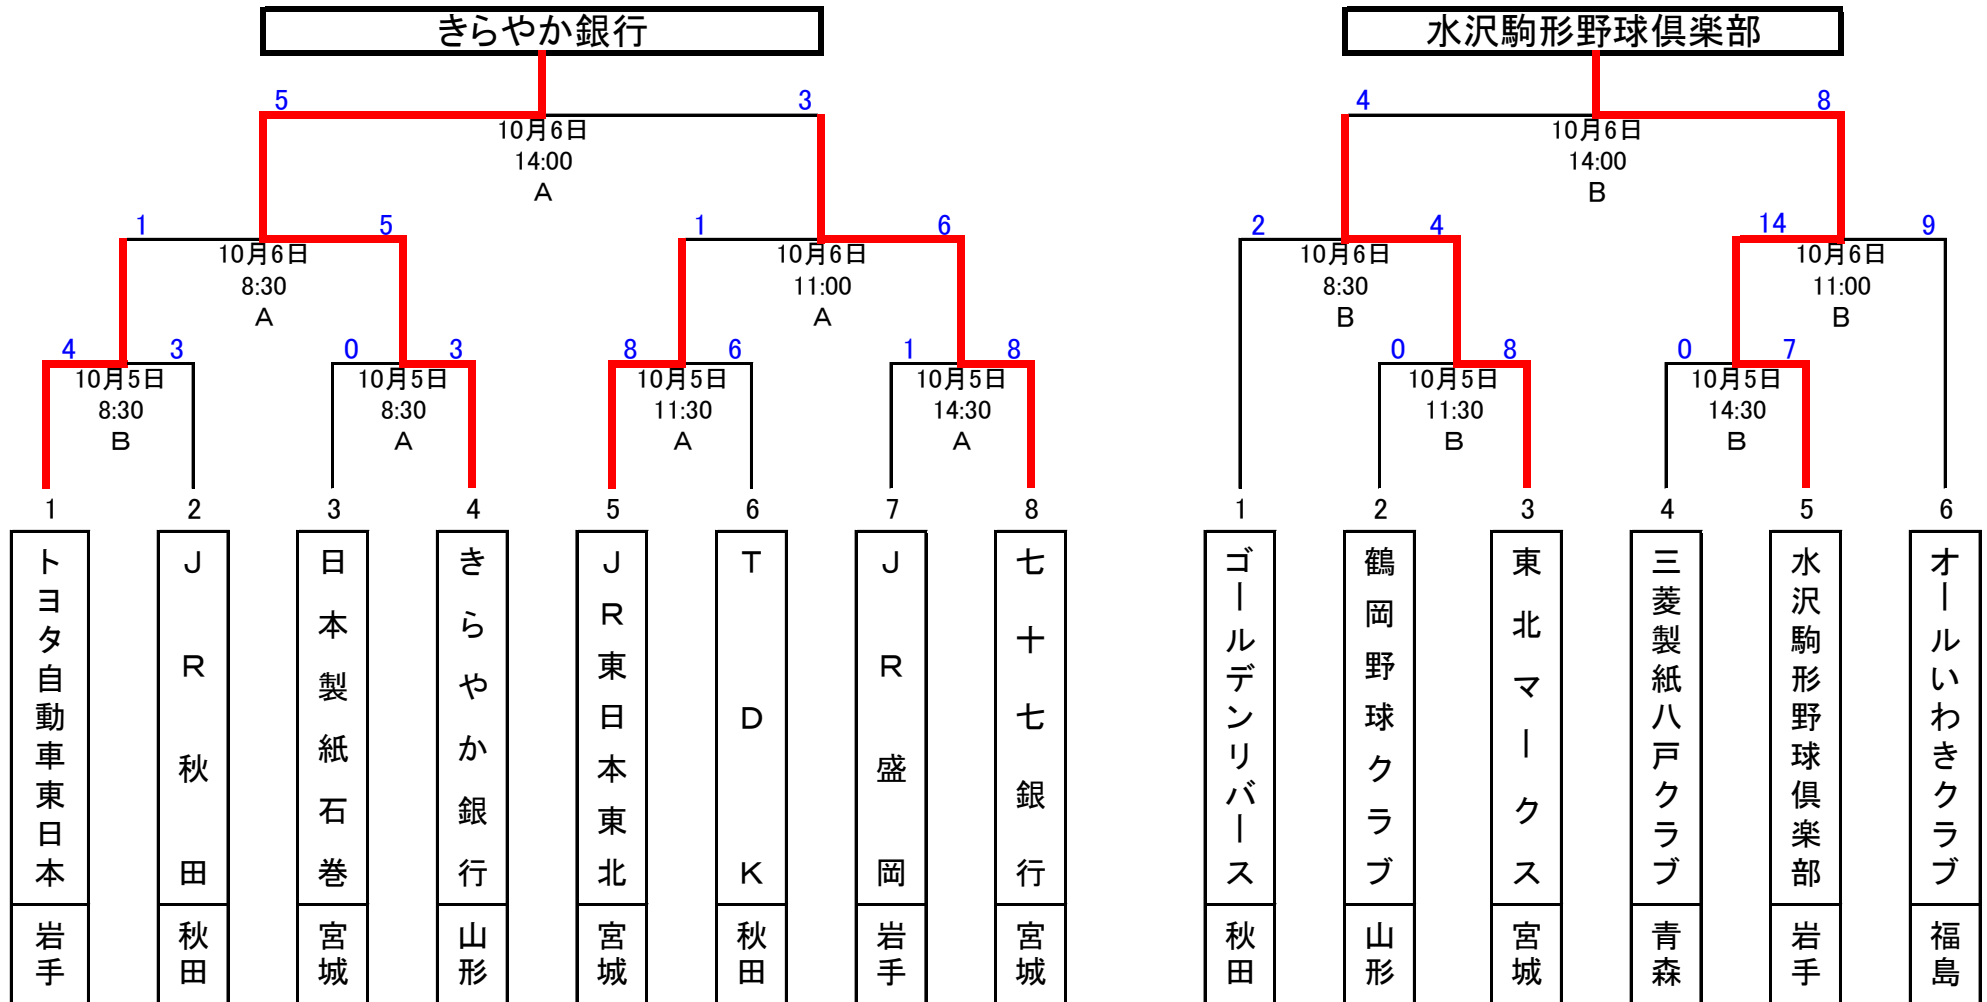 きらやか銀行 水沢駒形野球倶楽部
5 3 4 8
10月6日 10月6日
14:00 14:00
A B
1 5 1 6 2 4 14 9
10月6日 10月6日 10月6日 10月6日
8:30 11:00 8:30 11:00
A A B B
4 3 0 3 8 6 1 8 0 8 0 7
10月5日 10月5日 10月5日 10月5日 10月5日 10月5日
8:30 8:30 11:30 14:30 11:30 14:30
B A A A B B
1 2 3 4 5 6 7 8 1 2 3 4 5 6
トヨタ自動車東日本
JR秋田
日本製紙石巻
きらやか銀行
JR東日本東北
TDK
JR盛岡
七十七銀行
ゴールデンリバース
鶴岡野球クラブ
東北マークス
三菱製紙八戸クラブ
水沢駒形野球倶楽部
オールいわきクラブ
岩手 秋田 宮城 山形 宮城 秋田 岩手 宮城 秋田 山形 宮城 青森 岩手 福島